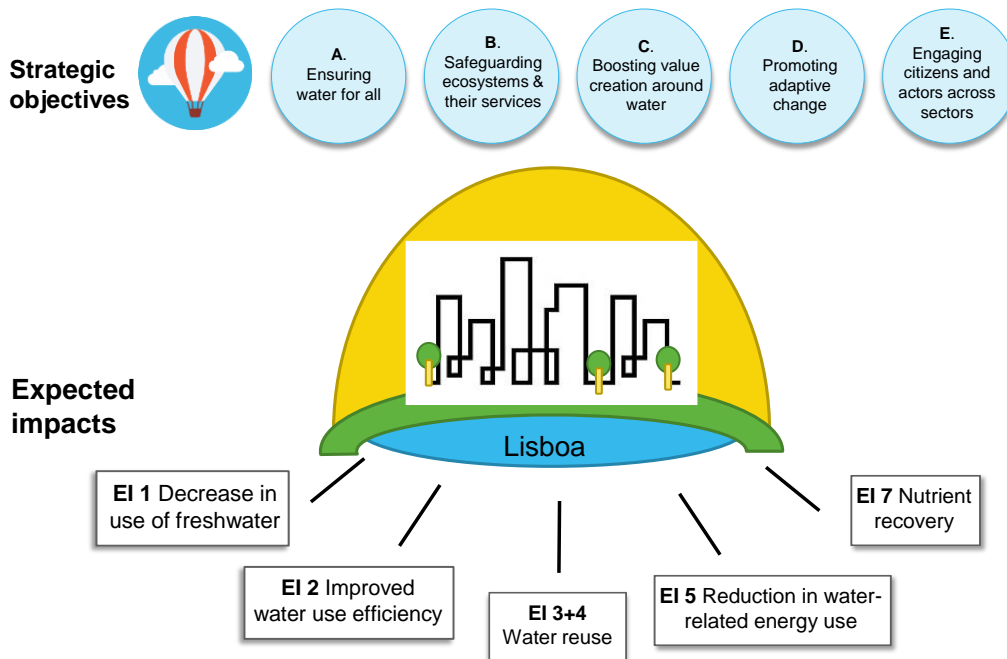 Strategic
objectives
A.
Ensuring
water for all
B.
Safeguarding
ecosystems &
their services
C.
Boosting value
creation around
water
D.
Promoting
adaptive
change
E.
Engaging
citizens and
actors across
sectors
Expected
impacts
Lisboa
EI 1 Decrease in
use of freshwater
EI 2 Improved
water use efficiency
EI 3+4
Water reuse
EI 5 Reduction in water-
related energy use
EI 7 Nutrient
recovery